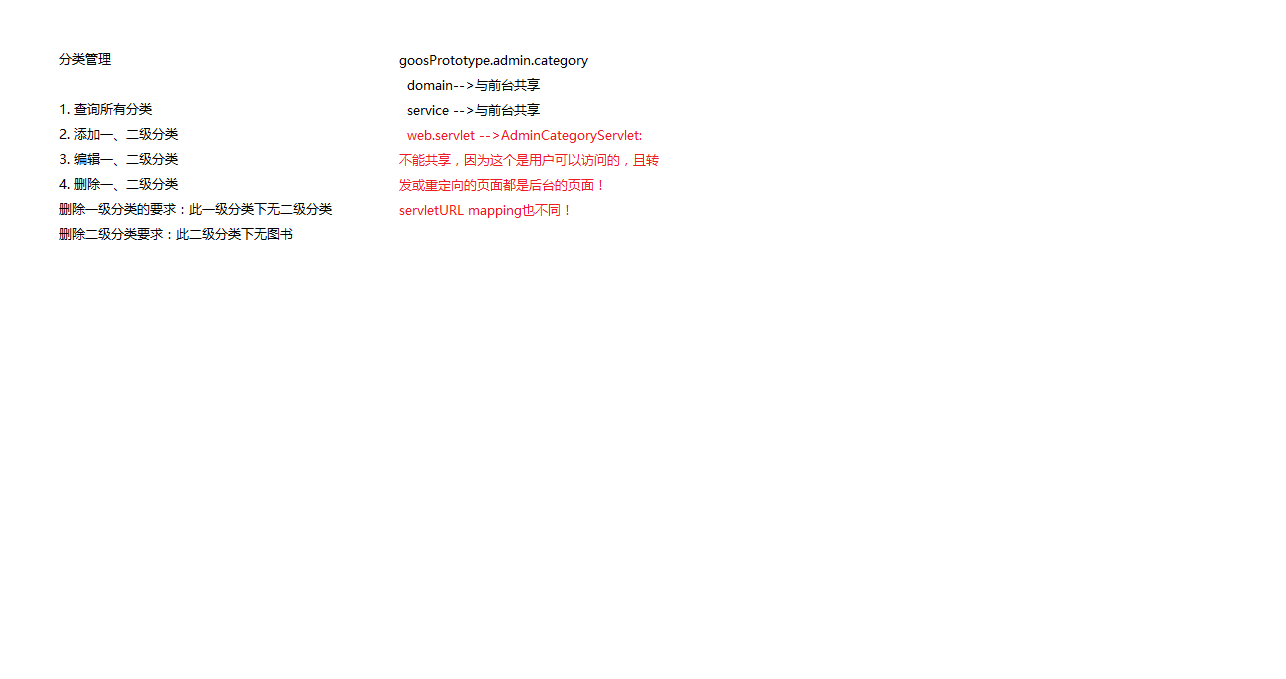 分类管理
1. 查询所有分类
2. 添加一、二级分类
3. 编辑一、二级分类
4. 删除一、二级分类
删除一级分类的要求：此一级分类下无二级分类
删除二级分类要求：此二级分类下无图书
goosPrototype.admin.category
domain-->与前台共享
service -->与前台共享
web.servlet -->AdminCategoryServlet:
不能共享，因为这个是用户可以访问的，且转
发或重定向的页面都是后台的页面！
servletURL mapping也不同！